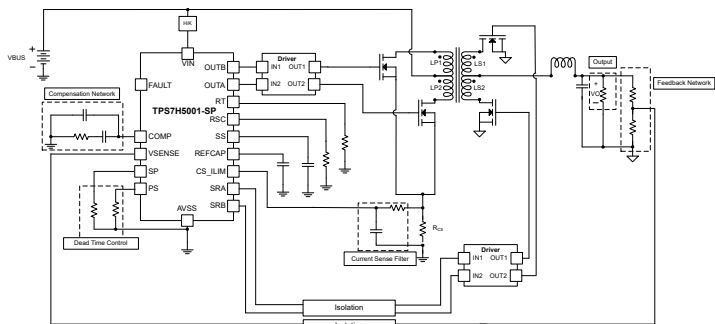 H/K
VBUS
+
−
VIN
FAULT
TPS7H5001-SP
OUTB
OUTA
RT
RSC
SS
REFCAP
CS_ILIM
SRA
SRB
COMP
VSENSE
SP
PS
AVSS
Compensation Network
Dead Time Control
Driver
IN1 OUT1
IN2 OUT2
LP1
LP2
LS1
LS2
Output
+
VO
−
Feedback Network
Current Sense Filter
RCS
Driver
IN1 OUT1
IN2 OUT2
Isolation
Isolation